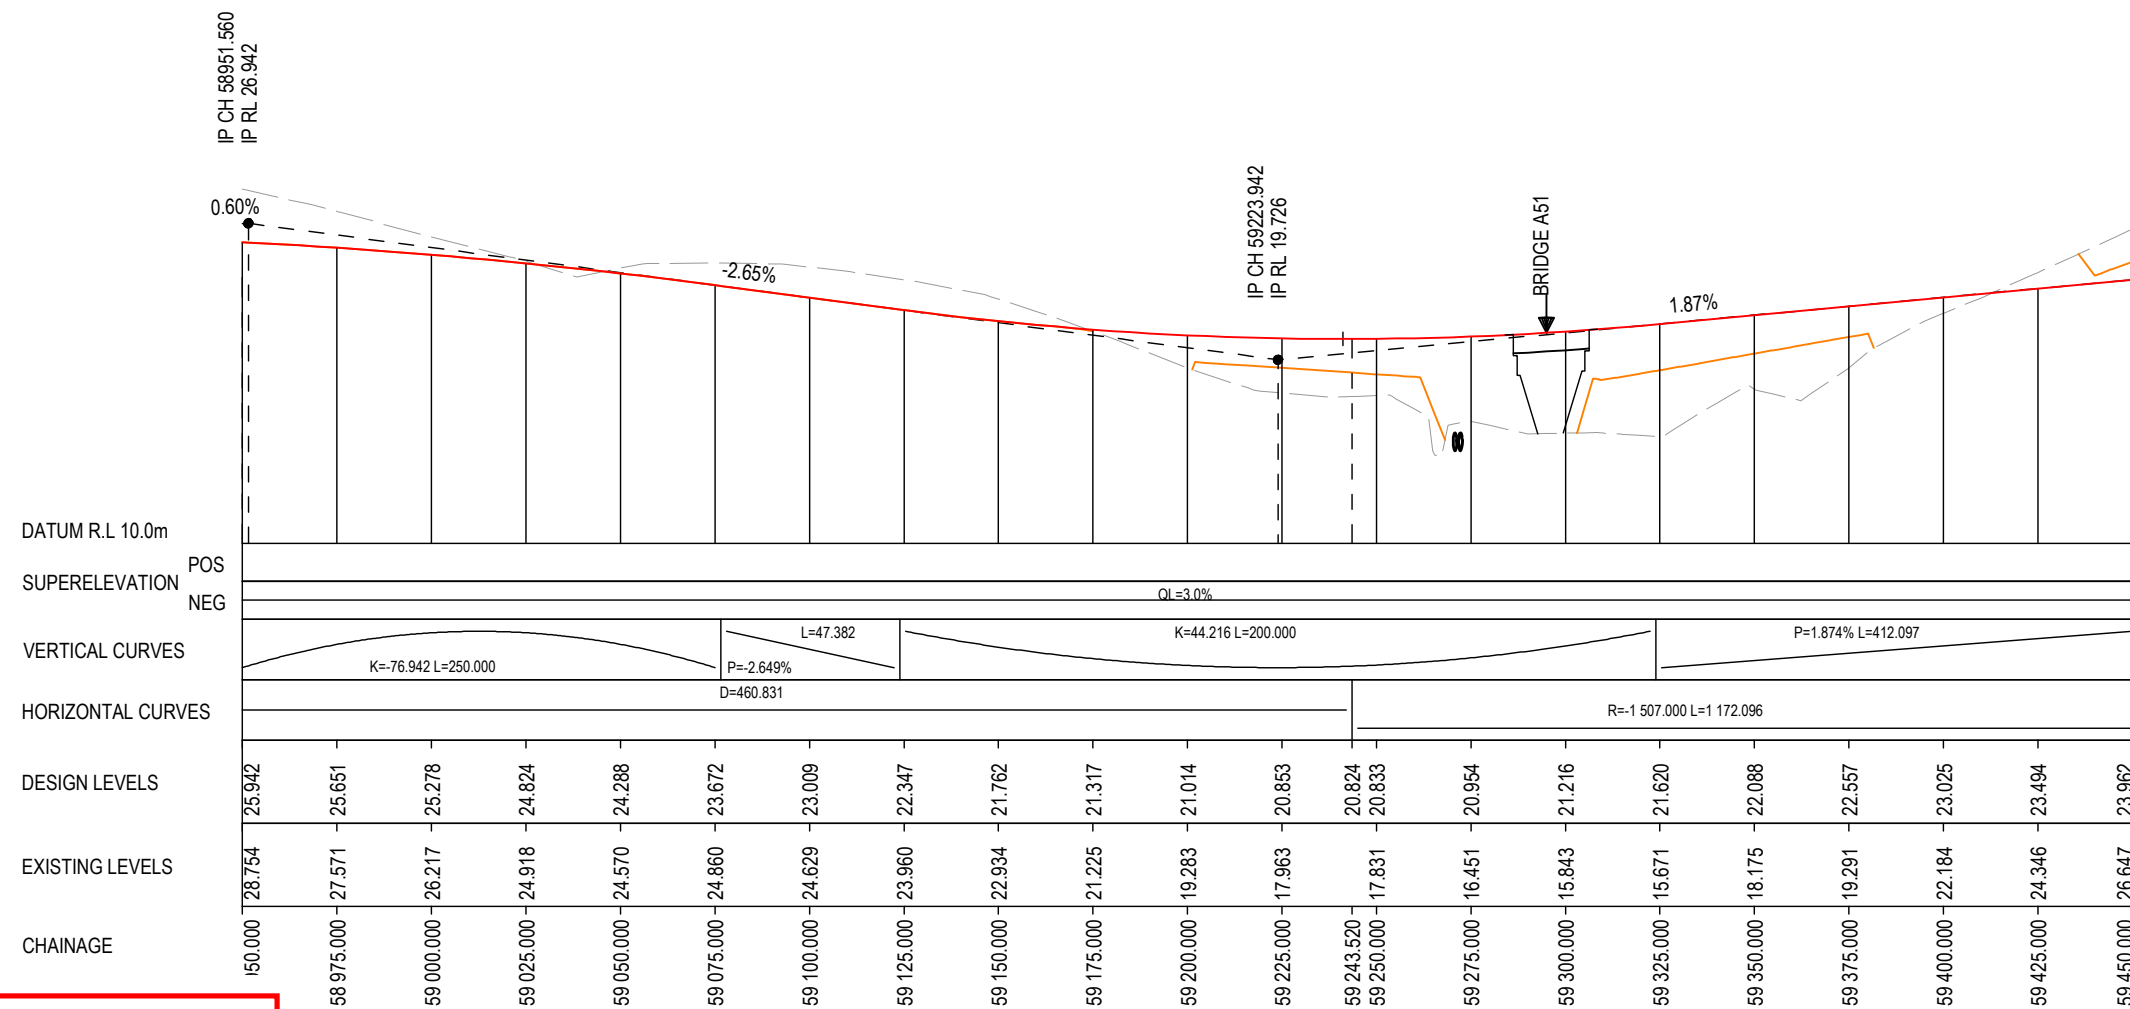 IP CH 58951.560
IP RL 26.942
0.60%
-2.65%
IP CH 59223.942
IP RL 19.726
BRIDGE A51
1.87%
DATUM R.L 10.0m
SUPERELEVATION
POS
NEG
QL=3.0%
VERTICAL CURVES
K=-76.942 L=250.000
L=47.382
P=-2.649%
K=44.216 L=200.000
P=1.874% L=412.097
HORIZONTAL CURVES
D=460.831
R=-1 507.000 L=1 172.096
DESIGN LEVELS
25.942 25.651 25.278 24.824 24.288 23.672 23.009 22.347 21.762 21.317 21.014 20.853 20.824 20.833 20.954 21.216 21.620 22.088 22.557 23.025 23.494 23.962
EXISTING LEVELS
28.754 27.571 26.217 24.918 24.570 24.860 24.629 23.960 22.934 21.225 19.283 17.963 17.831 16.451 15.843 15.671 18.175 19.291 22.184 24.346 26.647
CHAINAGE
950.000 58 975.000 59 000.000 59 025.000 59 050.000 59 075.000 59 100.000 59 125.000 59 150.000 59 175.000 59 200.000 59 225.000 59 243.520 59 250.000 59 275.000 59 300.000 59 325.000 59 350.000 59 375.000 59 400.000 59 425.000 59 450.000